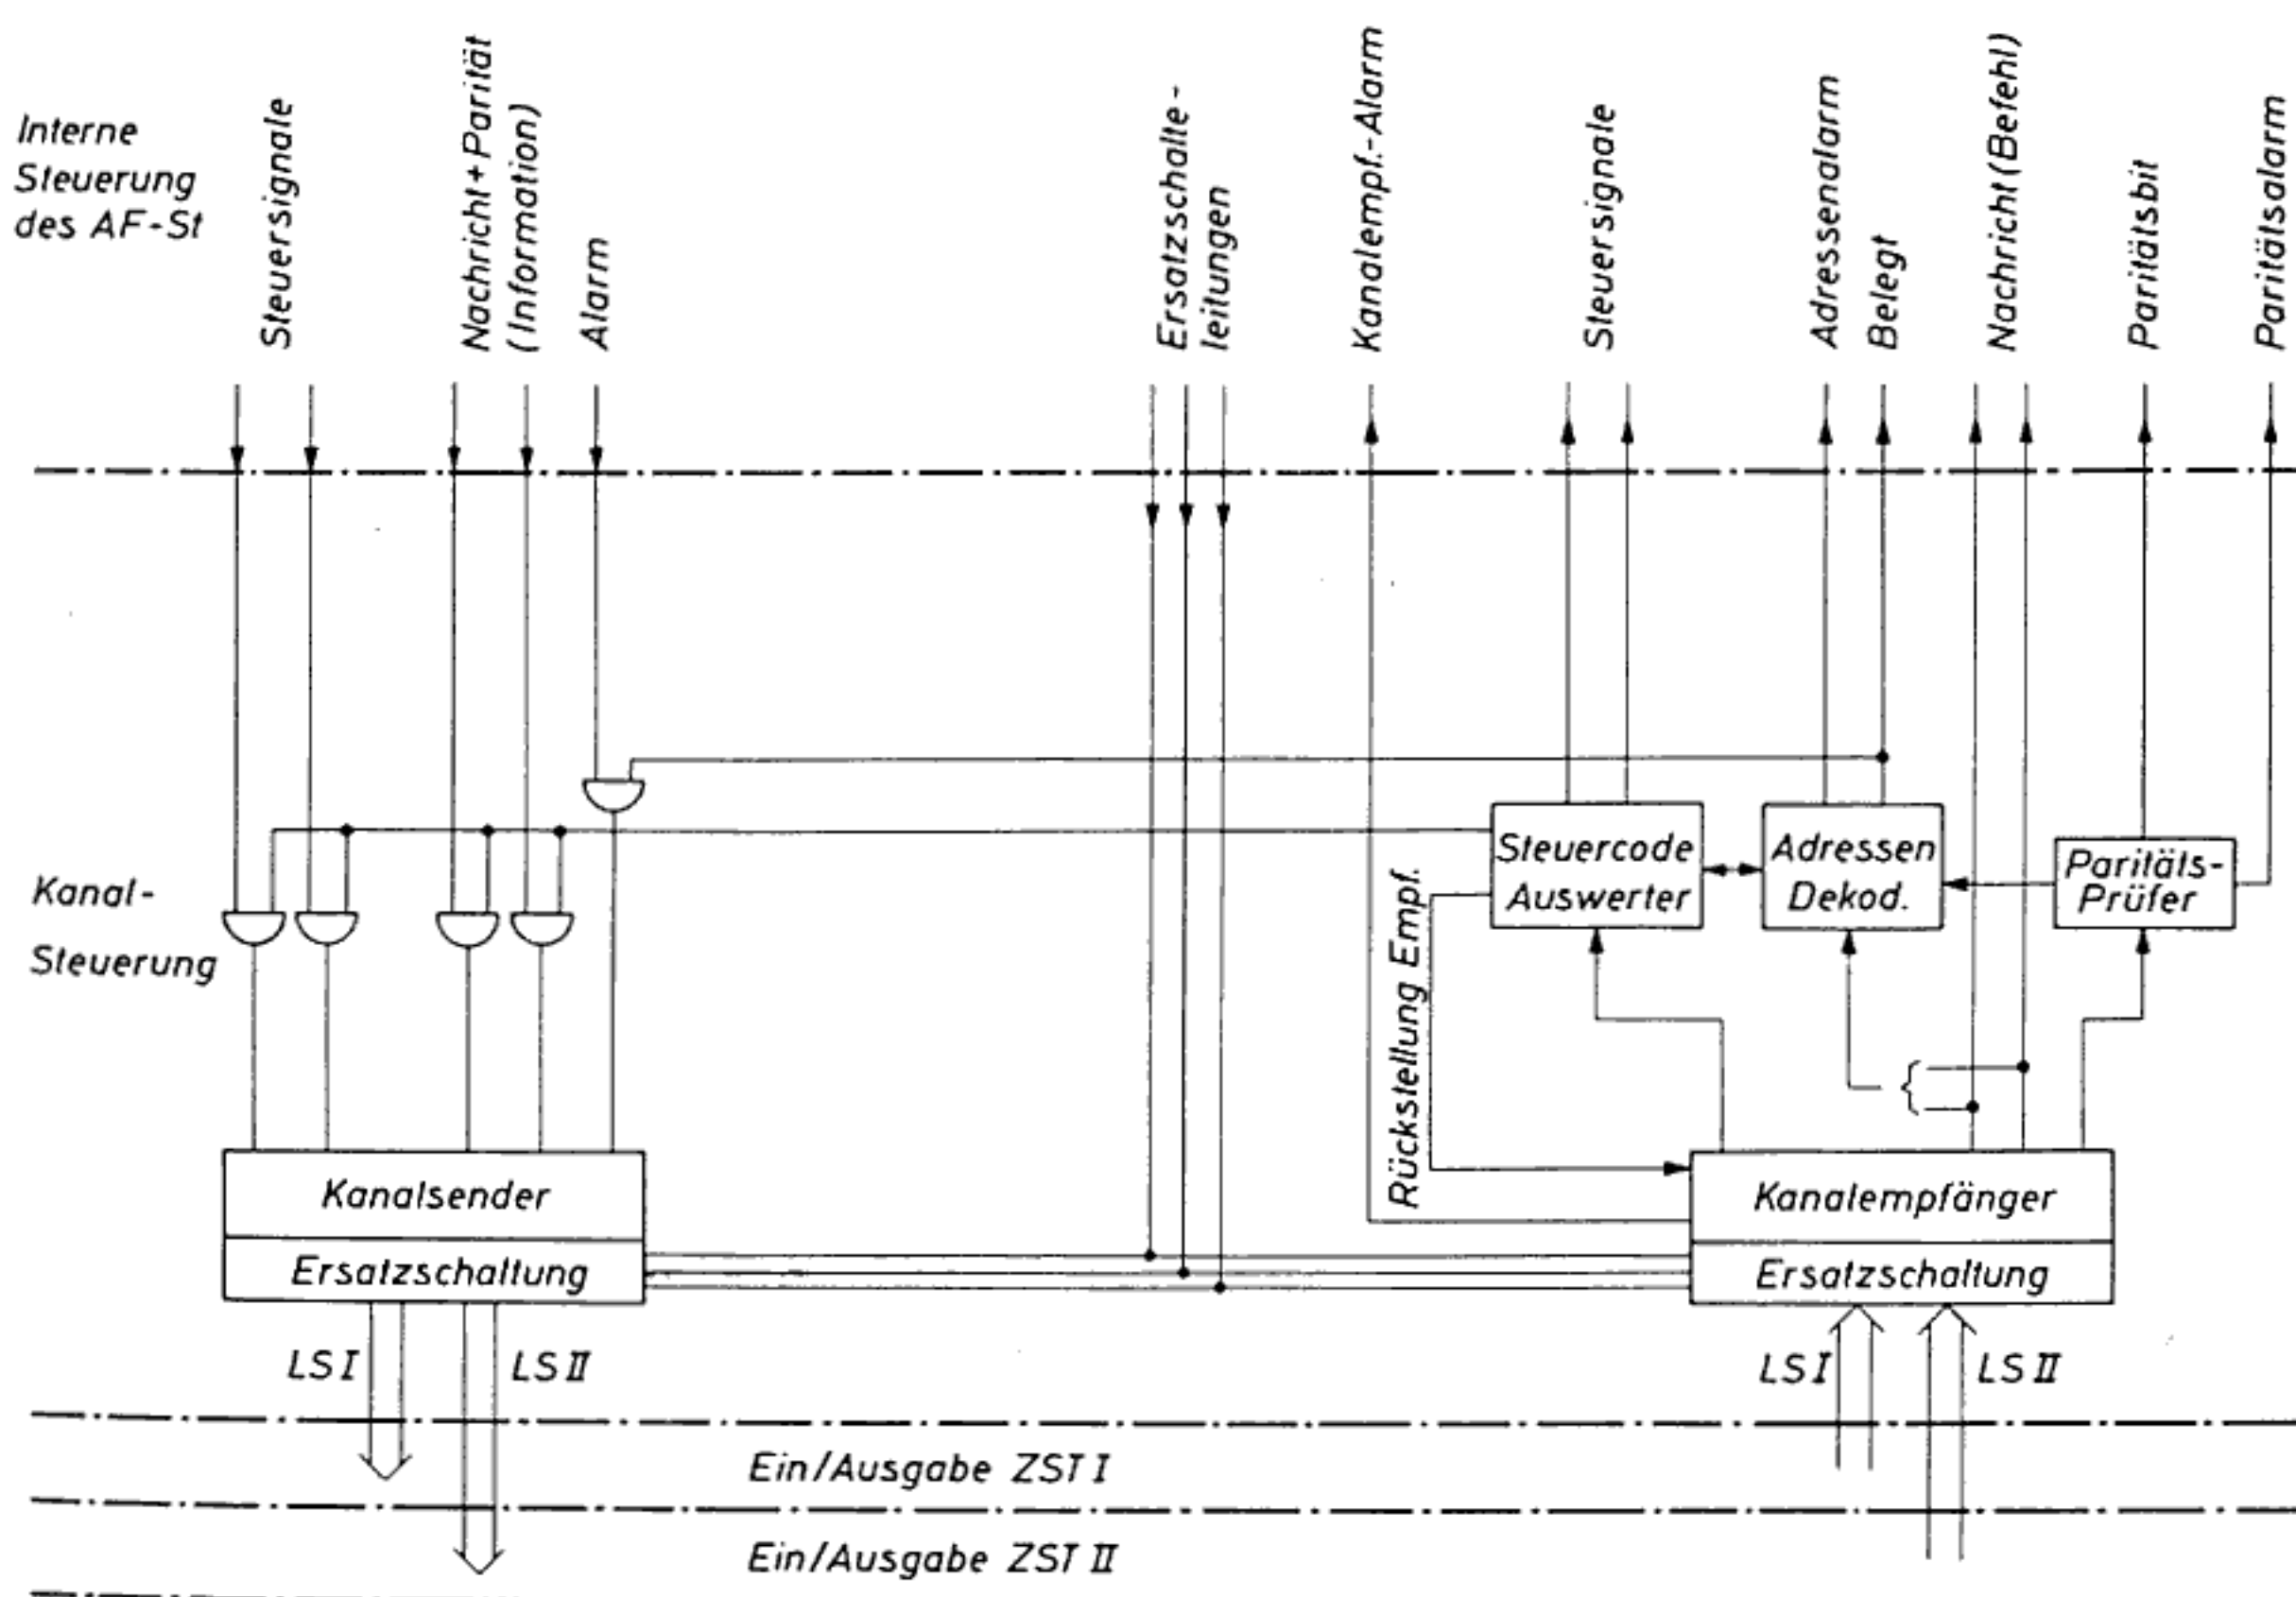 Interne
Steuerung
des AF-St
Steuersignale
Nachricht+Parität
(Information)
Alarm
Ersatzschalte-
leitungen
Kanalempf.-Alarm
Steuersignale
Adressenalarm
Belegt
Nachricht (Befehl)
Paritätsbit
Paritätsalarm
Kanal-
Steuerung
Steuercode
Auswerter
Adressen
Dekod.
Paritäts-
Prüfer
Rückstellung Empf.
Kanalsender
Ersatzschaltung
Kanalempfänger
Ersatzschaltung
LS I
LS II
LS I
LS II
Ein/Ausgabe ZST I
Ein/Ausgabe ZST II